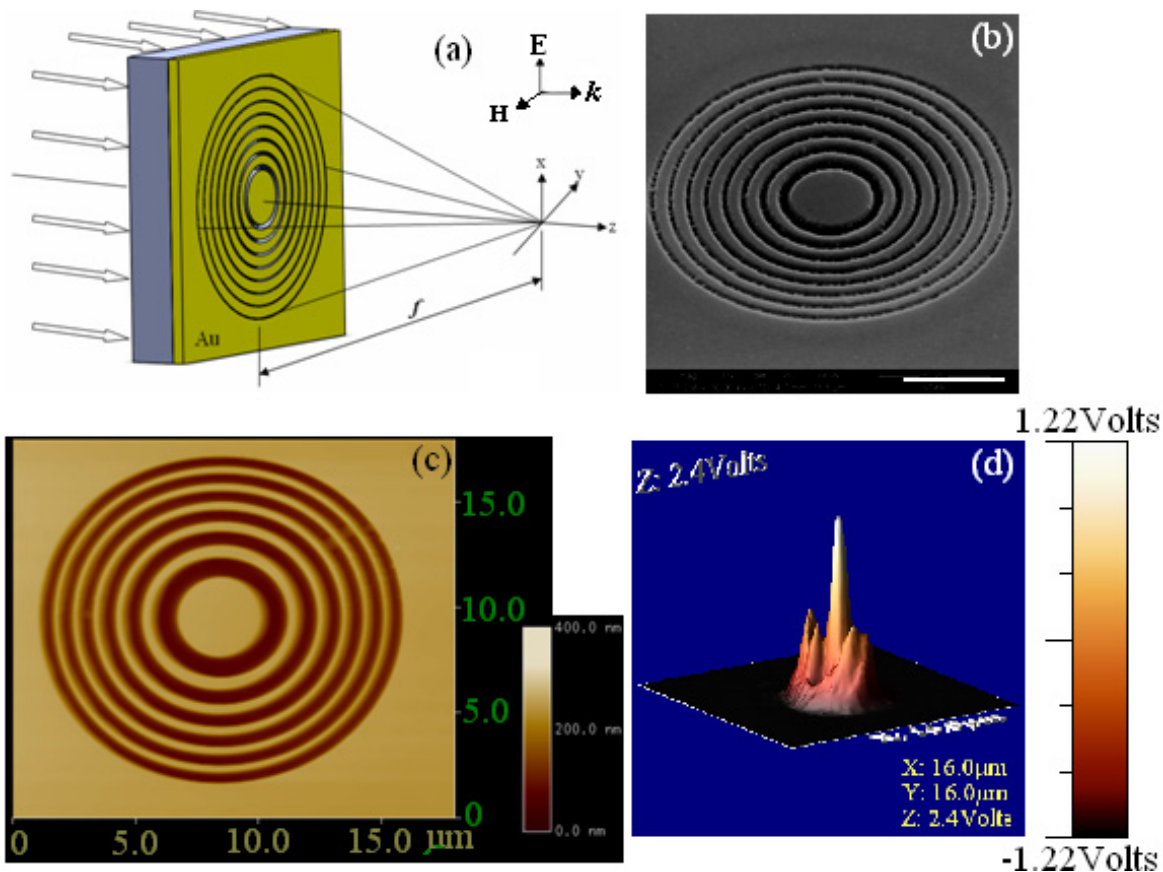 (a)
E
H
k
x
y
z
f
Au
(b)
(c)
15.0
10.0
5.0
0
0
5.0
10.0
15.0
μm
400.0 nm
200.0 nm
0.0 nm
Z: 2.4Volts
(d)
X: 16.0μm
Y: 16.0μm
Z: 2.4Volts
1.22Volts
-1.22Volts